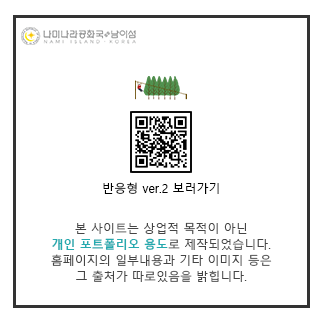 나미나라공화국 남이섬
NAMI ISLAND · KOREA
반응형 ver.2 보러가기
본 사이트는 상업적 목적이 아닌
개인 포트폴리오 용도로 제작되었습니다.
홈페이지의 일부내용과 기타 이미지 등은
그 출처가 따로있음을 밝힙니다.